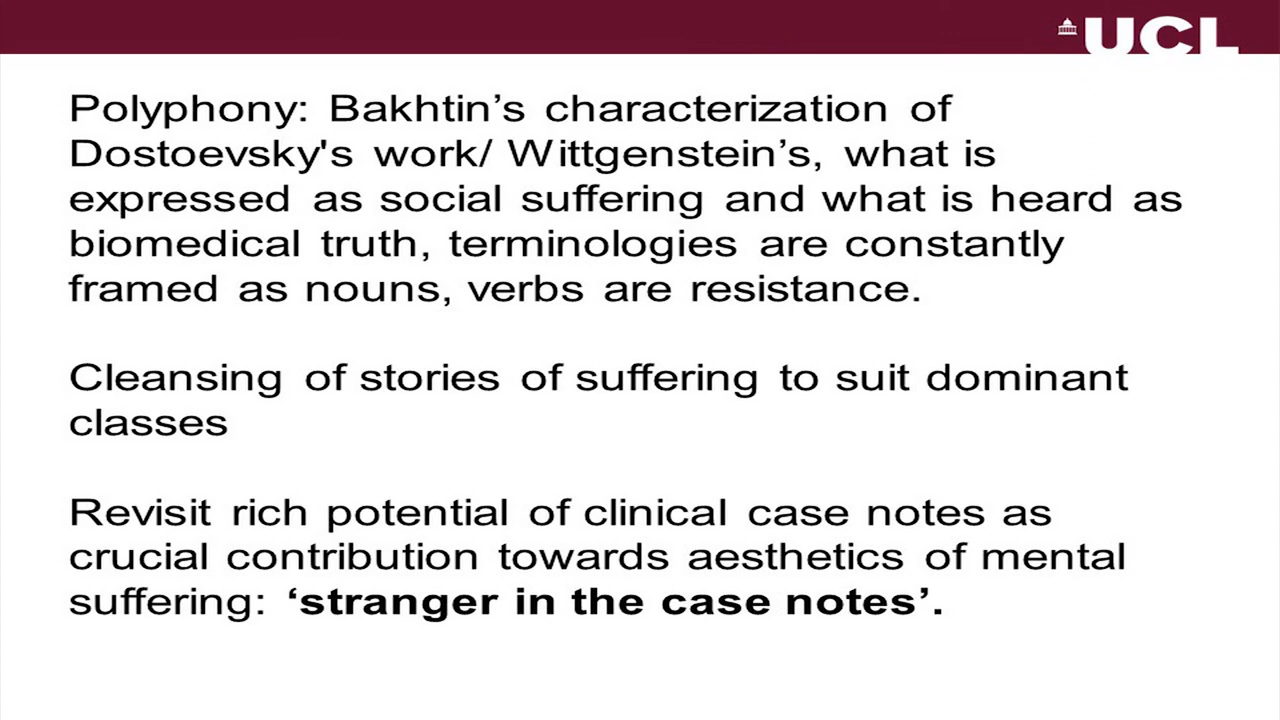 UCL
Polyphony: Bakhtin’s characterization of
Dostoevsky's work/ Wittgenstein’s, what is
expressed as social suffering and what is heard as
biomedical truth, terminologies are constantly
framed as nouns, verbs are resistance.
Cleansing of stories of suffering to suit dominant
classes
Revisit rich potential of clinical case notes as
crucial contribution towards aesthetics of mental
suffering: ‘stranger in the case notes’.